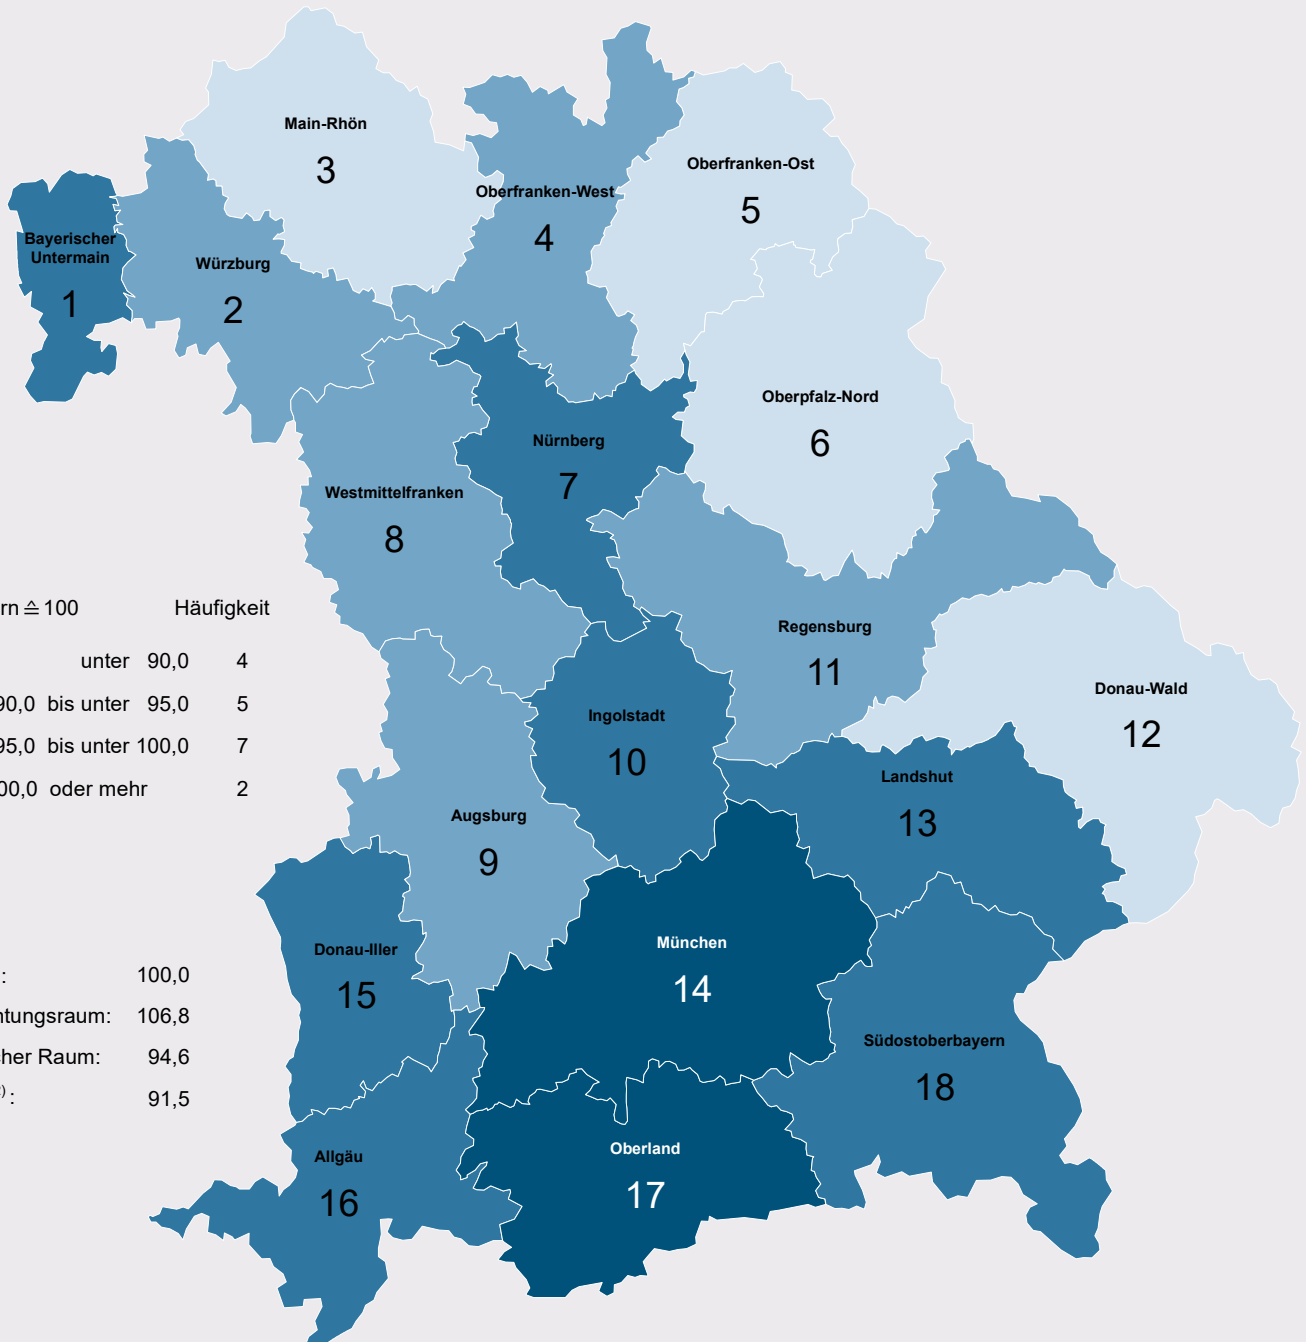 Main-Rhön
3
Oberfranken-Ost
5
Oberfranken-West
4
Bayerischer
Untermain
1
Würzburg
2
Oberpfalz-Nord
6
Nürnberg
7
Westmittelfranken
8
rn ≙ 100 Häufigkeit
unter 90,0 4
90,0 bis unter 95,0 5
95,0 bis unter 100,0 7
00,0 oder mehr 2
Regensburg
11
Donau-Wald
12
Ingolstadt
10
Landshut
13
Augsburg
9
München
14
Donau-Iller
15
: 100,0
htungsraum: 106,8
cher Raum: 94,6
²⁾ : 91,5
Südostoberbayern
18
Oberland
17
Allgäu
16